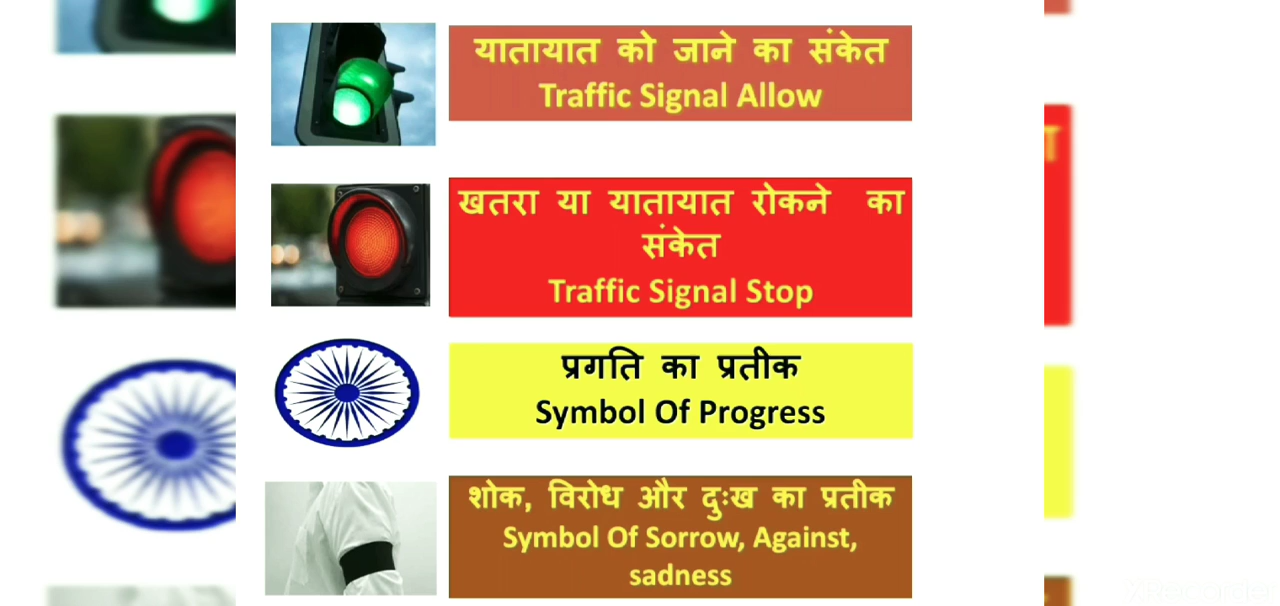 यातायात को जाने का संकेत
Traffic Signal Allow
खतरा या यातायात रोकने का
संकेत
Traffic Signal Stop
प्रगति का प्रतीक
Symbol Of Progress
शोक, विरोध और दुःख का प्रतीक
Symbol Of Sorrow, Against,
sadness